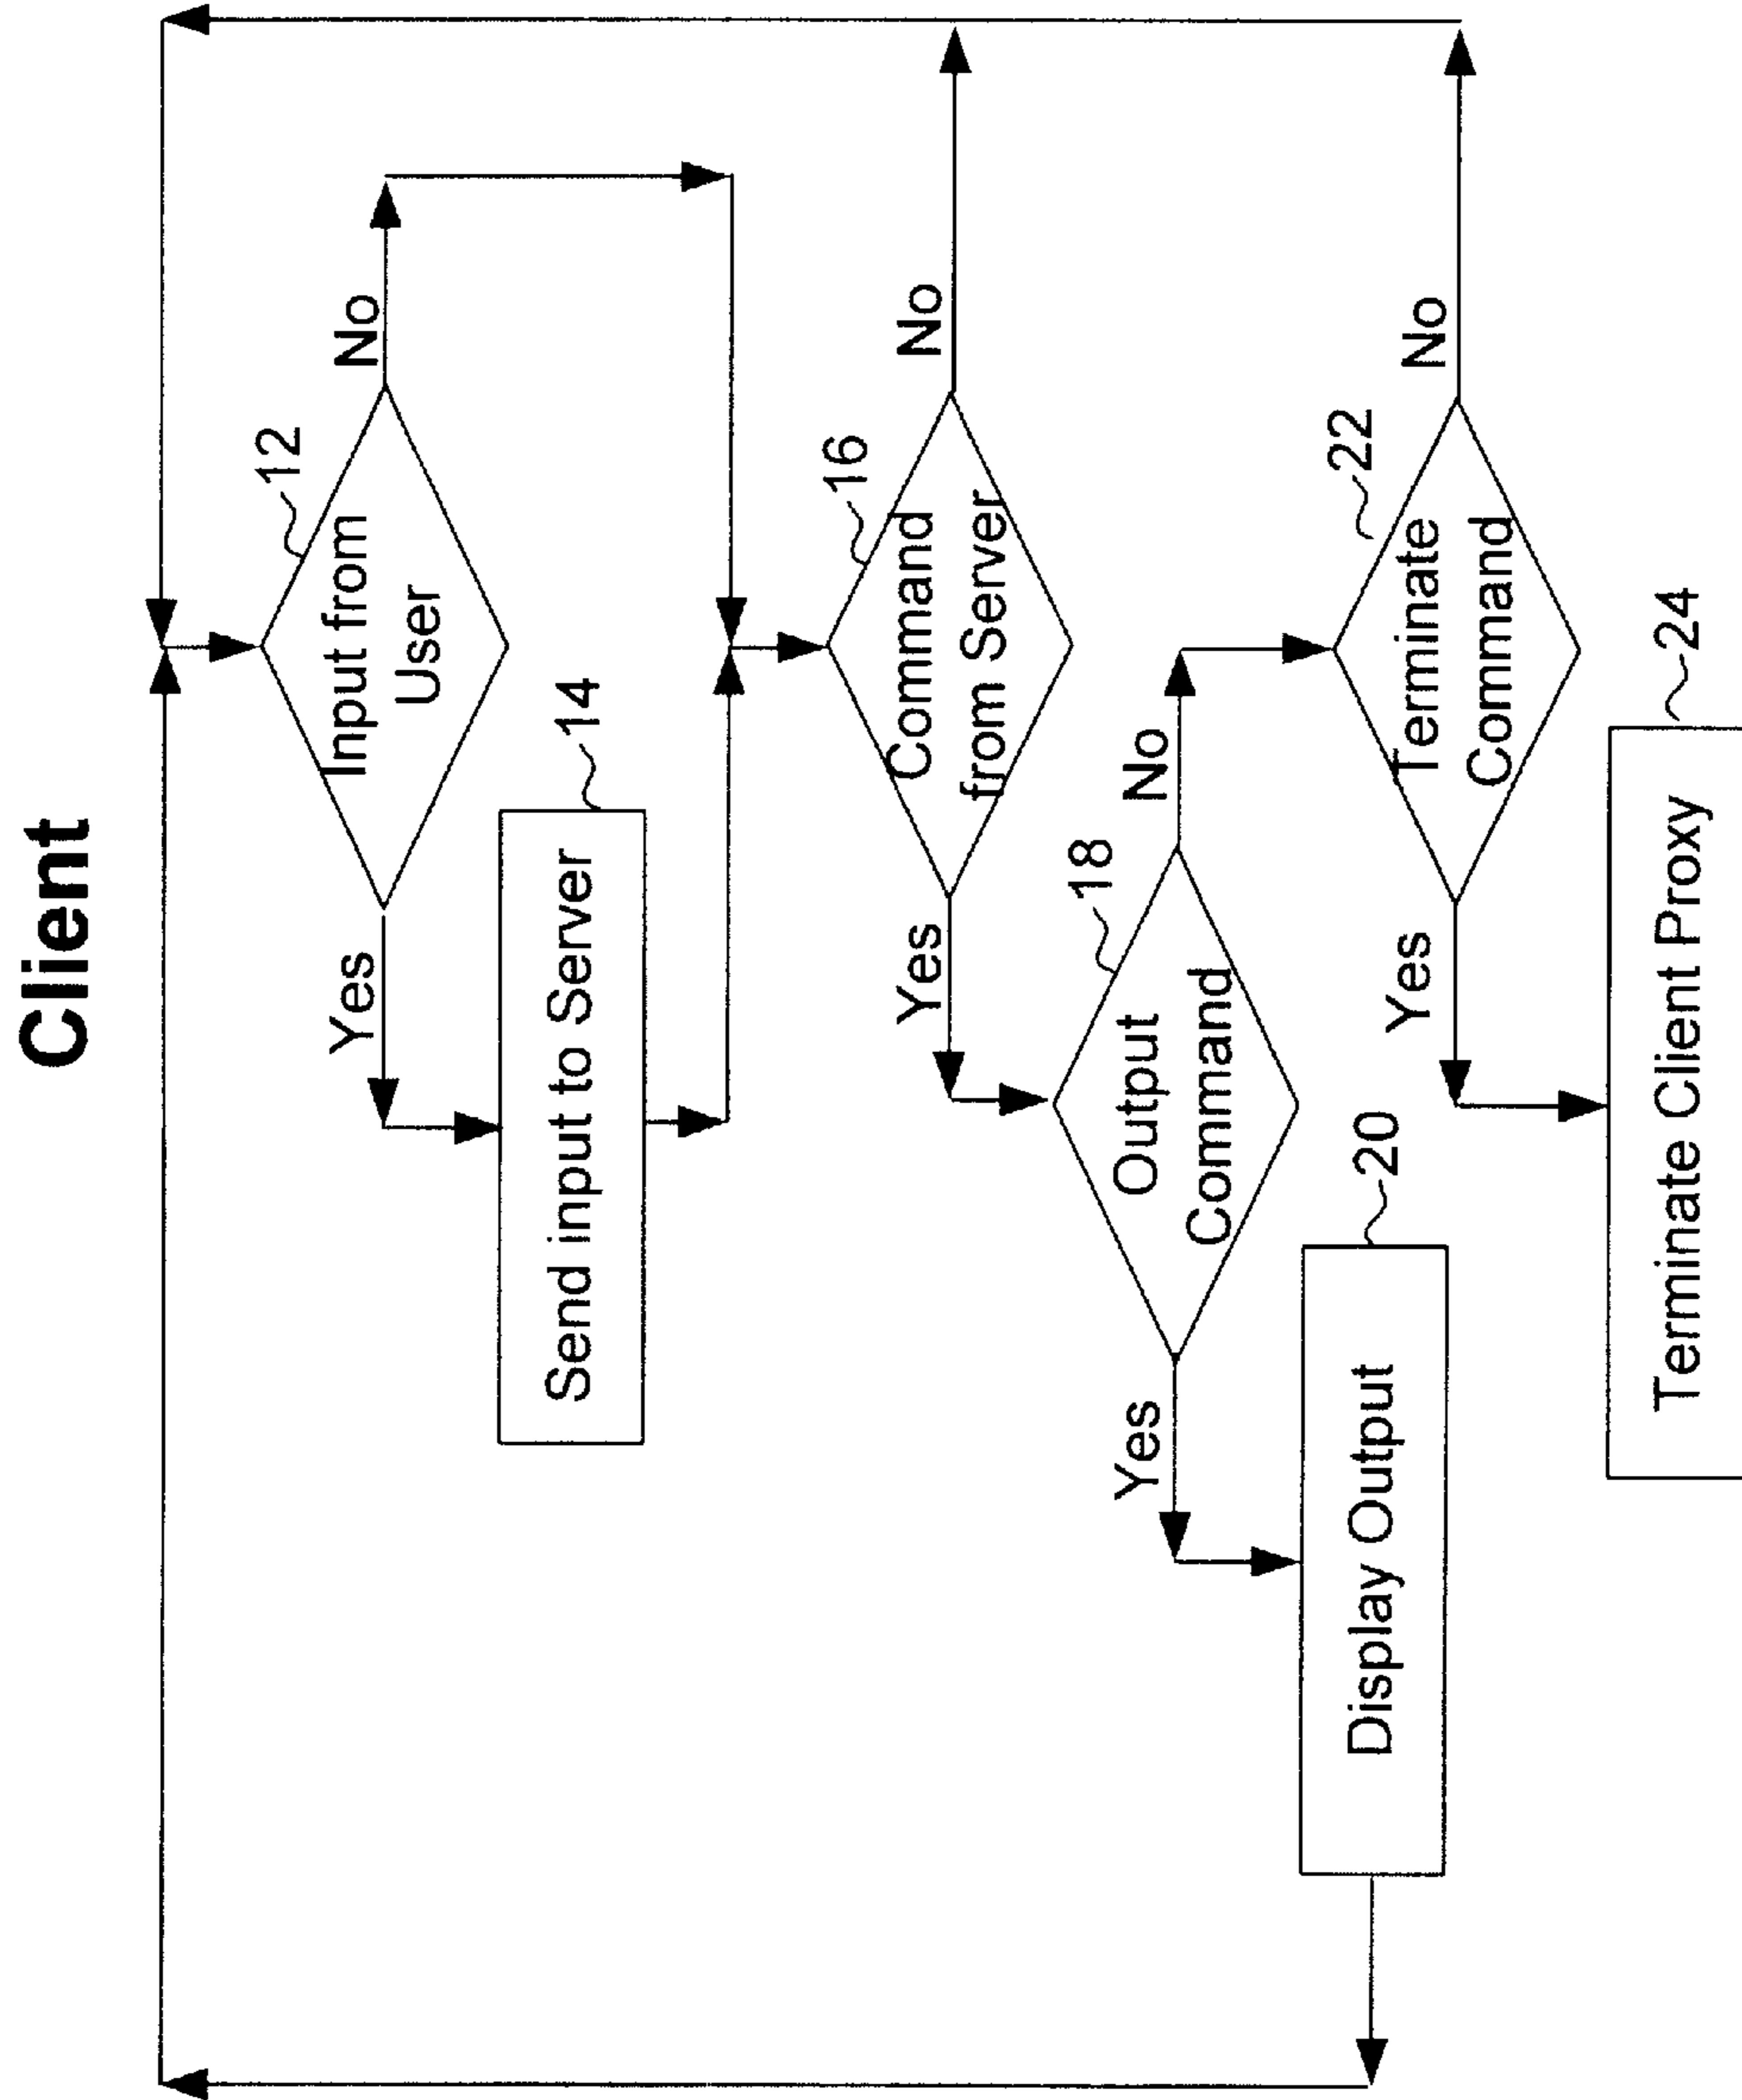 Client
Input from
User
12
Yes
No
Send input to Server
14
Command
from Server
16
Yes
No
Output
Command
18
Yes
No
Display Output
20
Terminate
Command
22
Yes
No
Terminate Client Proxy
24